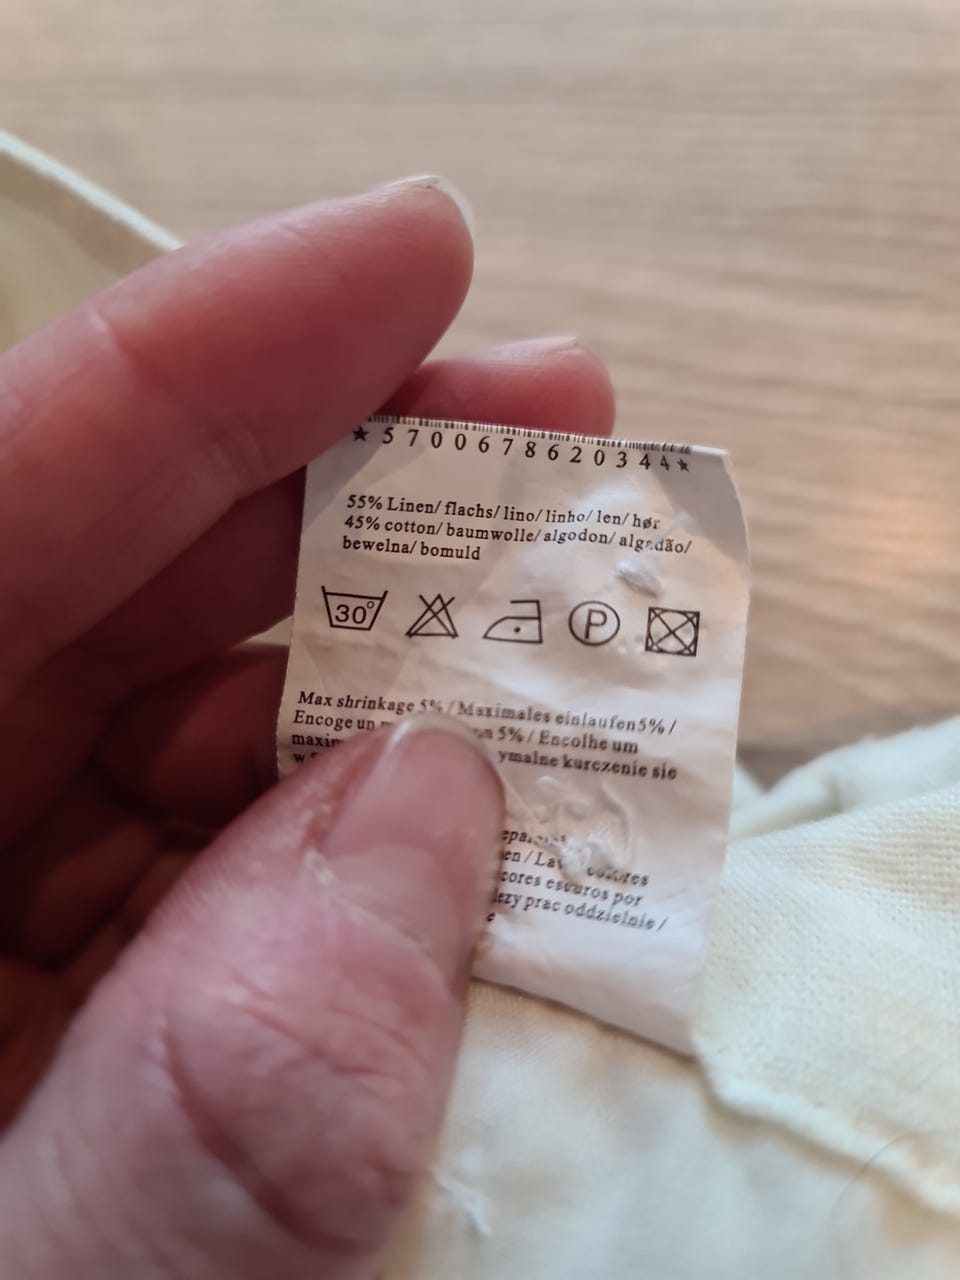 ★ 5700678620344 ★
55% Linen/ flachs/ lino/ linho/ len/ hør
45% cotton/ baumwolle/ algodon/ algodão/
bewelna/ bomuld
30°
P
Max shrinkage 5% / Maximales einlaufen5% /
Encoge un 5% / Encolhe um
ymalne kurczenie sie
colores
cores escuros por
prac oddzielnie /